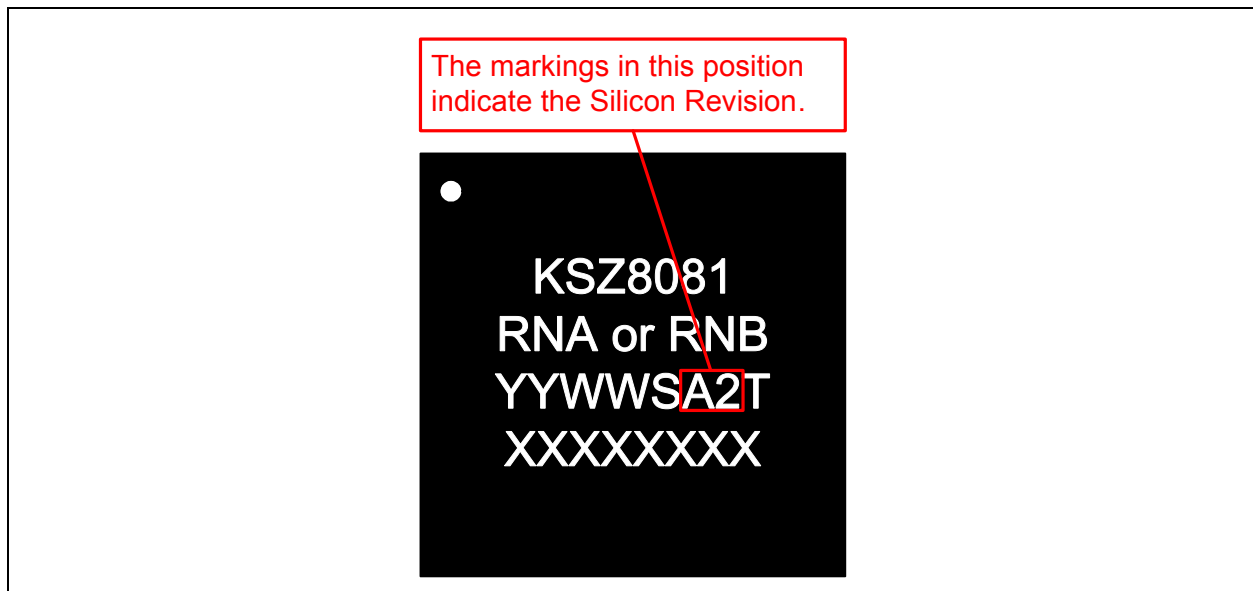 The markings in this position
indicate the Silicon Revision.
KSZ8081
RNA or RNB
YYWWSA2T
XXXXXXXX